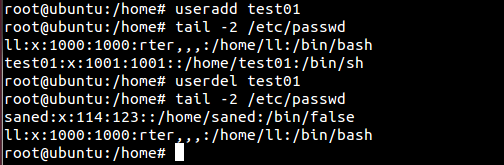 root@ubuntu:/home# useradd test01
root@ubuntu:/home# tail -2 /etc/passwd
ll:x:1000:1000:rter,,,:/home/ll:/bin/bash
test01:x:1001:1001::/home/test01:/bin/sh
root@ubuntu:/home# userdel test01
root@ubuntu:/home# tail -2 /etc/passwd
saned:x:114:123::/home/saned:/bin/false
ll:x:1000:1000:rter,,,:/home/ll:/bin/bash
root@ubuntu:/home#